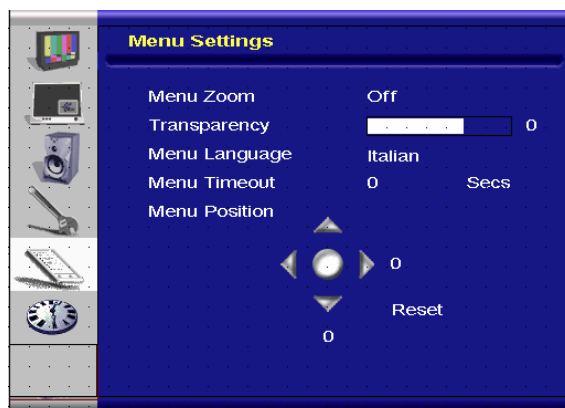 Menu Settings
Menu Zoom Off
Transparency 0
Menu Language Italian
Menu Timeout 0 Secs
Menu Position
0
Reset
0